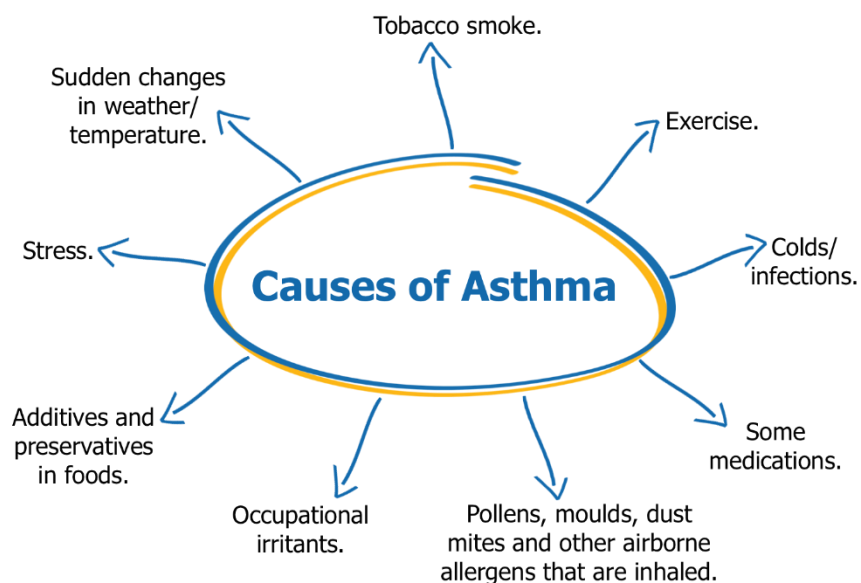 Causes of Asthma
Tobacco smoke.
Exercise.
Colds/
infections.
Some
medications.
Pollens, moulds, dust
mites and other airborne
allergens that are inhaled.
Occupational
irritants.
Additives and
preservatives
in foods.
Stress.
Sudden changes
in weather/
temperature.